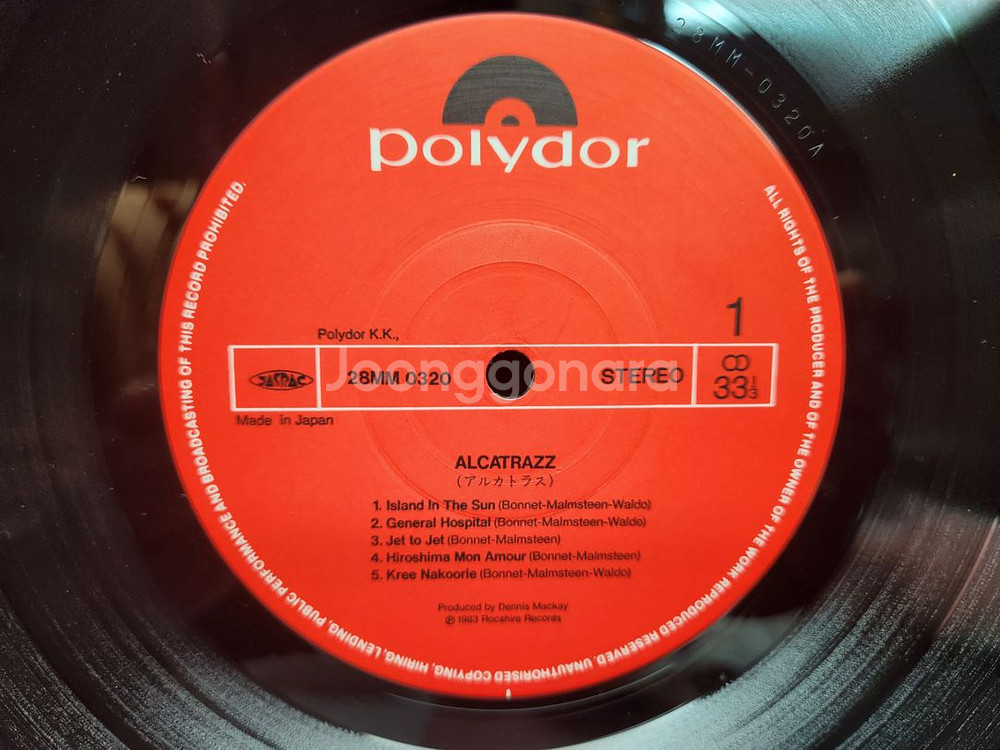 28MM-0320A
polydor
ALL RIGHTS OF THE PRODUCER AND OF THE OWNER OF THE WORK REPRODUCED RESERVED. UNAUTHORISED COPYING, HIRING, LENDING, PUBLIC PERFORMANCE AND BROADCASTING OF THIS RECORD PROHIBITED.
1
Polydor K.K.,
JASRAC
28MM 0320
STEREO
33 1/3
Joonggonara
Made in Japan
ALCATRAZZ
(アルカトラス)
1. Island In The Sun (Bonnet-Malmsteen-Waldo)
2. General Hospital (Bonnet-Malmsteen-Waldo)
3. Jet to Jet (Bonnet-Malmsteen)
4. Hiroshima Mon Amour (Bonnet-Malmsteen)
5. Kree Nakoorie (Bonnet-Malmsteen-Waldo)
Produced by Dennis Mackay
℗ 1983 Rocshire Records